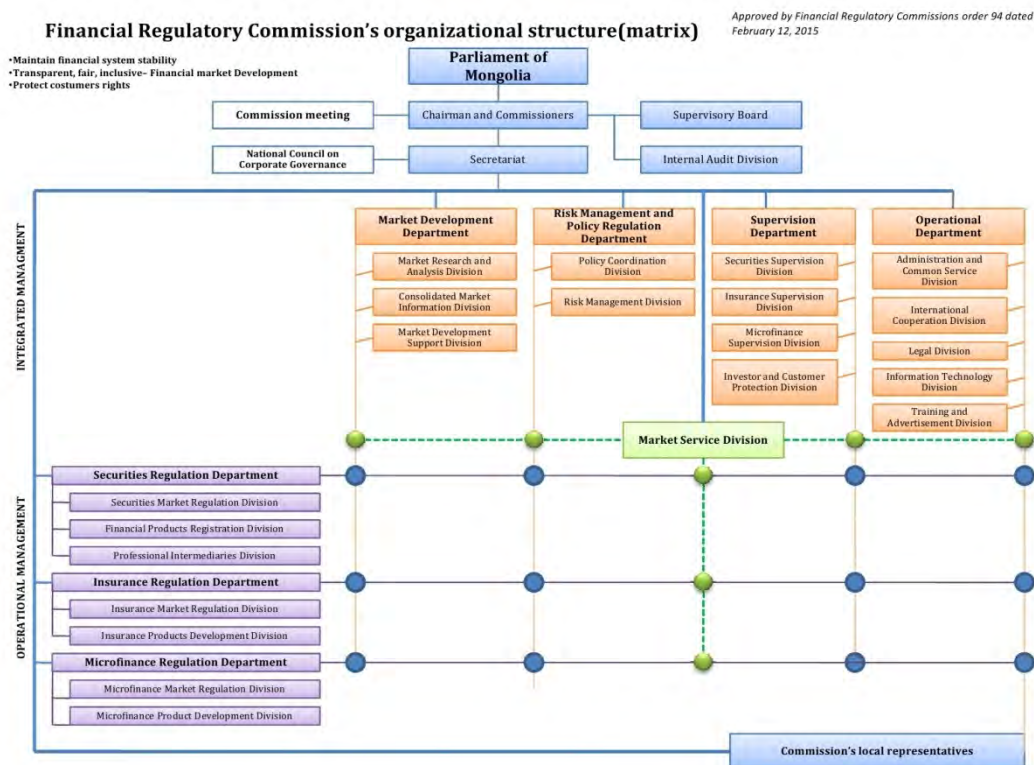 Financial Regulatory Commission's organizational structure(matrix)
Approved by Financial Regulatory Commissions order 94 dated
February 12, 2015
•Maintain financial system stability
•Transparent, fair, inclusive– Financial market Development
•Protect costumers rights
Parliament of
Mongolia
Commission meeting
Chairman and Commissioners
Supervisory Board
National Council on
Corporate Governance
Secretariat
Internal Audit Division
INTEGRATED MANAGMENT
Market Development
Department
Market Research and
Analysis Division
Consolidated Market
Information Division
Market Development
Support Division
Risk Management and
Policy Regulation
Department
Policy Coordination
Division
Risk Management Division
Supervision
Department
Securities Supervision
Division
Insurance Supervision
Division
Microfinance
Supervision Division
Investor and Customer
Protection Division
Operational
Department
Administration and
Common Service
Division
International
Cooperation Division
Legal Division
Information Technology
Division
Training and
Advertisement Division
Market Service Division
OPERATIONAL MANAGEMENT
Securities Regulation Department
Securities Market Regulation Division
Financial Products Registration Division
Professional Intermediaries Division
Insurance Regulation Department
Insurance Market Regulation Division
Insurance Products Development Division
Microfinance Regulation Department
Microfinance Market Regulation Division
Microfinance Product Development Division
Commission's local representatives